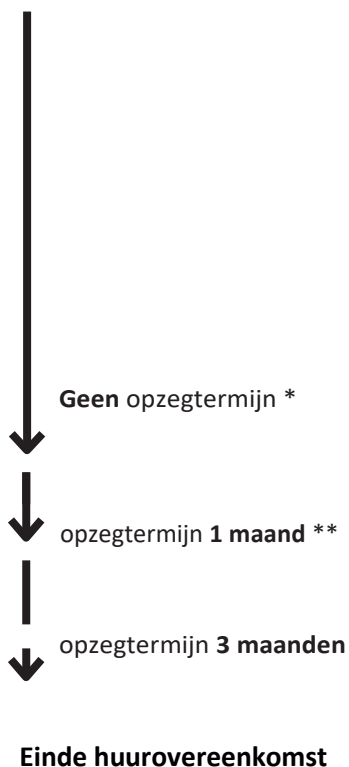 Geen opzegtermijn *
opzegtermijn 1 maand **
opzegtermijn 3 maanden
Einde huurovereenkomst